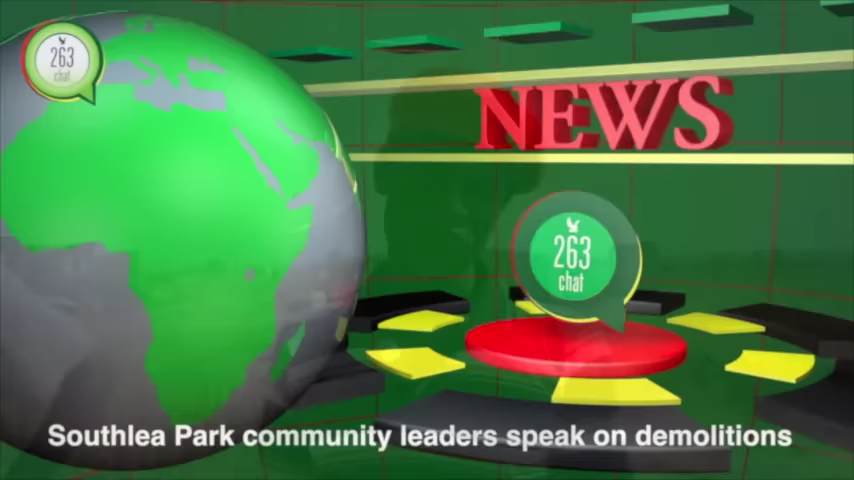 263
chat
NEWS
263
chat
Southlea Park community leaders speak on demolitions